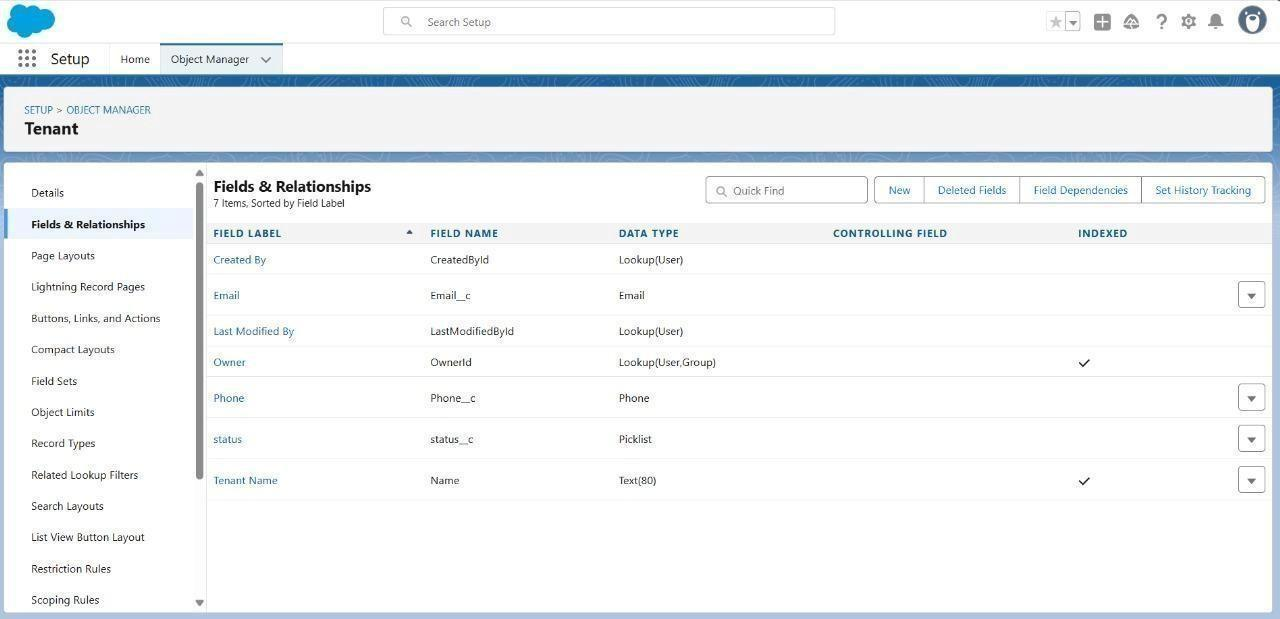 Search Setup
Setup
Home
Object Manager
SETUP > OBJECT MANAGER
Tenant
Details
Fields & Relationships
Page Layouts
Lightning Record Pages
Buttons, Links, and Actions
Compact Layouts
Field Sets
Object Limits
Record Types
Related Lookup Filters
Search Layouts
List View Button Layout
Restriction Rules
Scoping Rules
Fields & Relationships
7 Items, Sorted by Field Label
Quick Find
New
Deleted Fields
Field Dependencies
Set History Tracking
FIELD LABEL FIELD NAME DATA TYPE CONTROLLING FIELD INDEXED
Created By CreatedById Lookup(User)
Email Email__c Email
Last Modified By LastModifiedById Lookup(User)
Owner OwnerId Lookup(User,Group)
Phone Phone__c Phone
status status__c Picklist
Tenant Name Name Text(80)